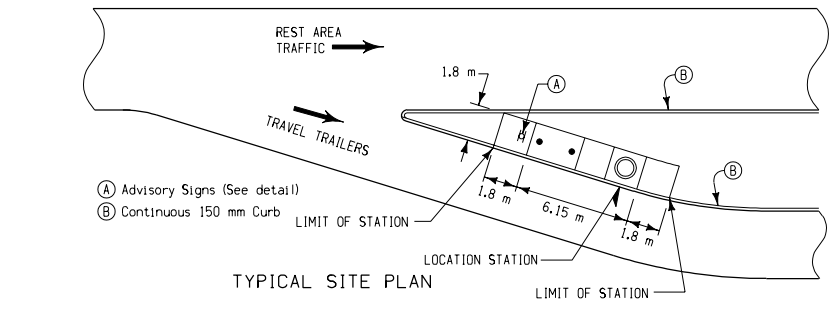 REST AREA
TRAFFIC
1.8 m
A
B
TRAVEL TRAILERS
B
A Advisory Signs (See detail)
B Continuous 150 mm Curb
1.8 m
6.15 m
1.8 m
LIMIT OF STATION
LOCATION STATION
LIMIT OF STATION
TYPICAL SITE PLAN